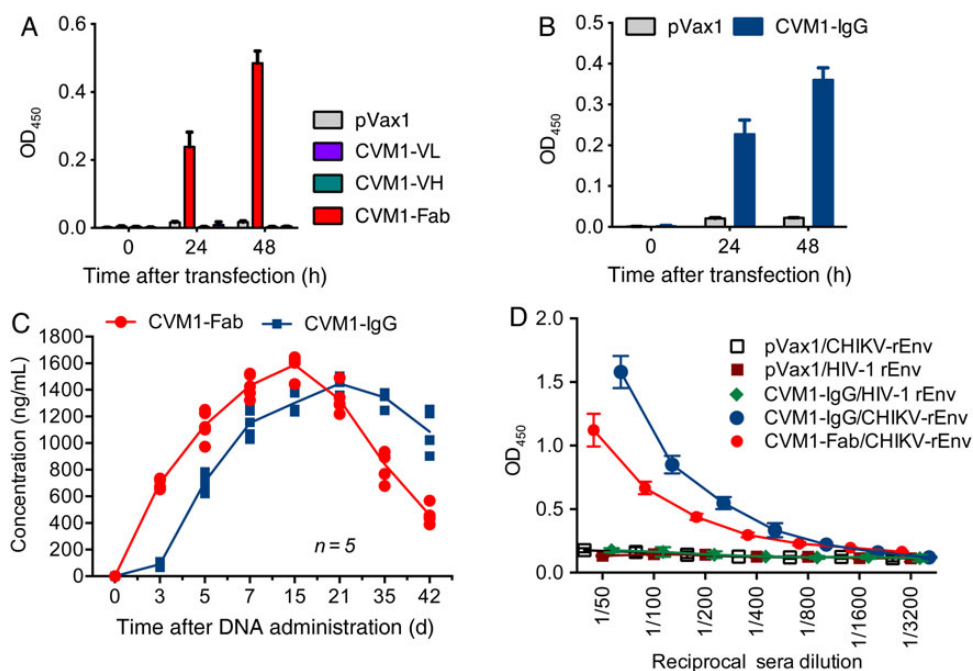 A
OD450
0.6
0.4
0.2
0.0
0
24
48
Time after transfection (h)
pVax1
CVM1-VL
CVM1-VH
CVM1-Fab
B
pVax1
CVM1-IgG
OD450
0.5
0.4
0.3
0.2
0.1
0.0
0
24
48
Time after transfection (h)
C
CVM1-Fab
CVM1-IgG
Concentration (ng/mL)
1800
1600
1400
1200
1000
800
600
400
200
0
n = 5
0
3
5
7
15
21
35
42
Time after DNA administration (d)
D
pVax1/CHIKV-rEnv
pVax1/HIV-1 rEnv
CVM1-IgG/HIV-1 rEnv
CVM1-IgG/CHIKV-rEnv
CVM1-Fab/CHIKV-rEnv
OD450
2.0
1.5
1.0
0.5
0.0
1/50
1/100
1/200
1/400
1/800
1/1600
1/3200
Reciprocal sera dilution